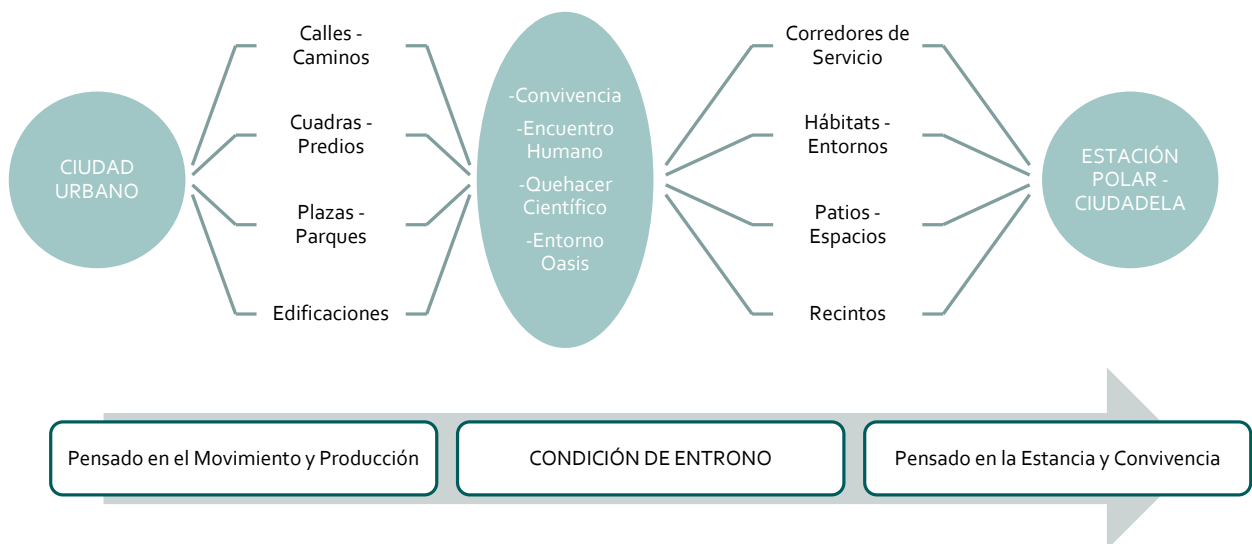 CIUDAD
URBANO
Calles -
Caminos
Cuadras -
Predios
Plazas -
Parques
Edificaciones
-Convivencia
-Encuentro
Humano
-Quehacer
Científico
-Entorno
Oasis
Corredores de
Servicio
Hábitats -
Entornos
Patios -
Espacios
Recintos
ESTACIÓN
POLAR -
CIUDADELA
Pensado en el Movimiento y Producción
CONDICIÓN DE ENTRONO
Pensado en la Estancia y Convivencia